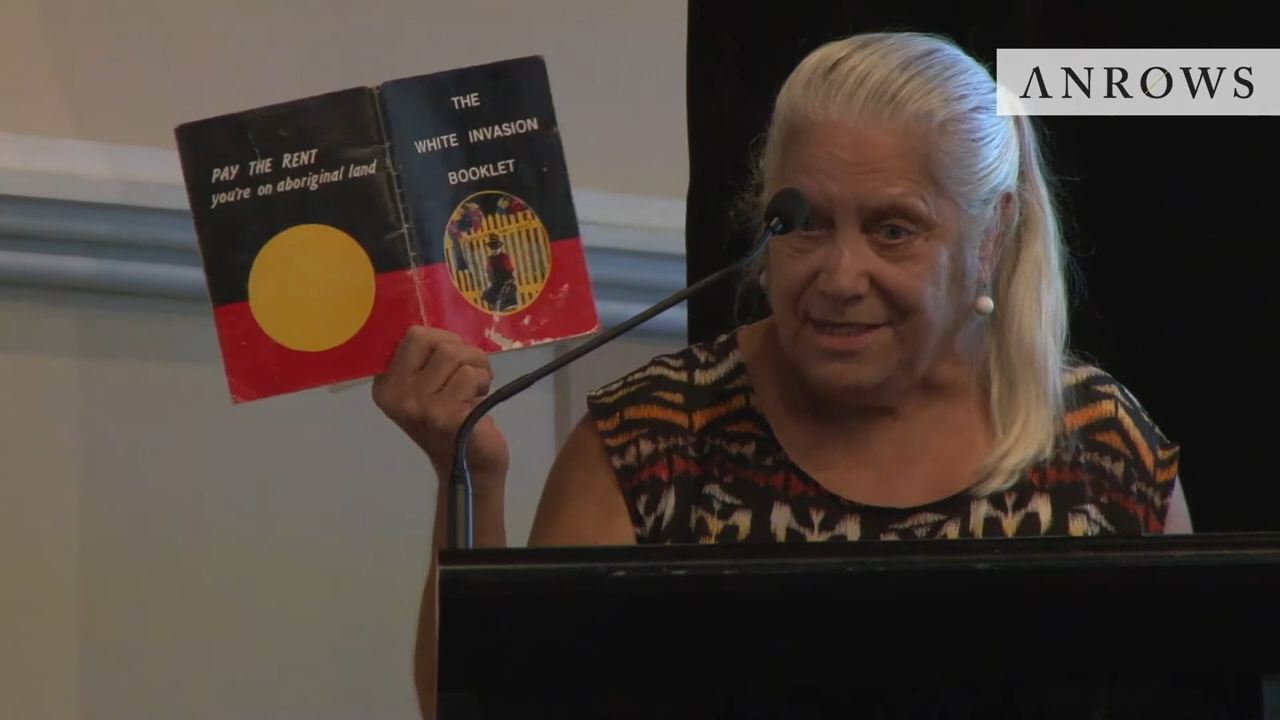 ANROWS
PAY THE RENT
you're on aboriginal land
THE
WHITE INVASION
BOOKLET